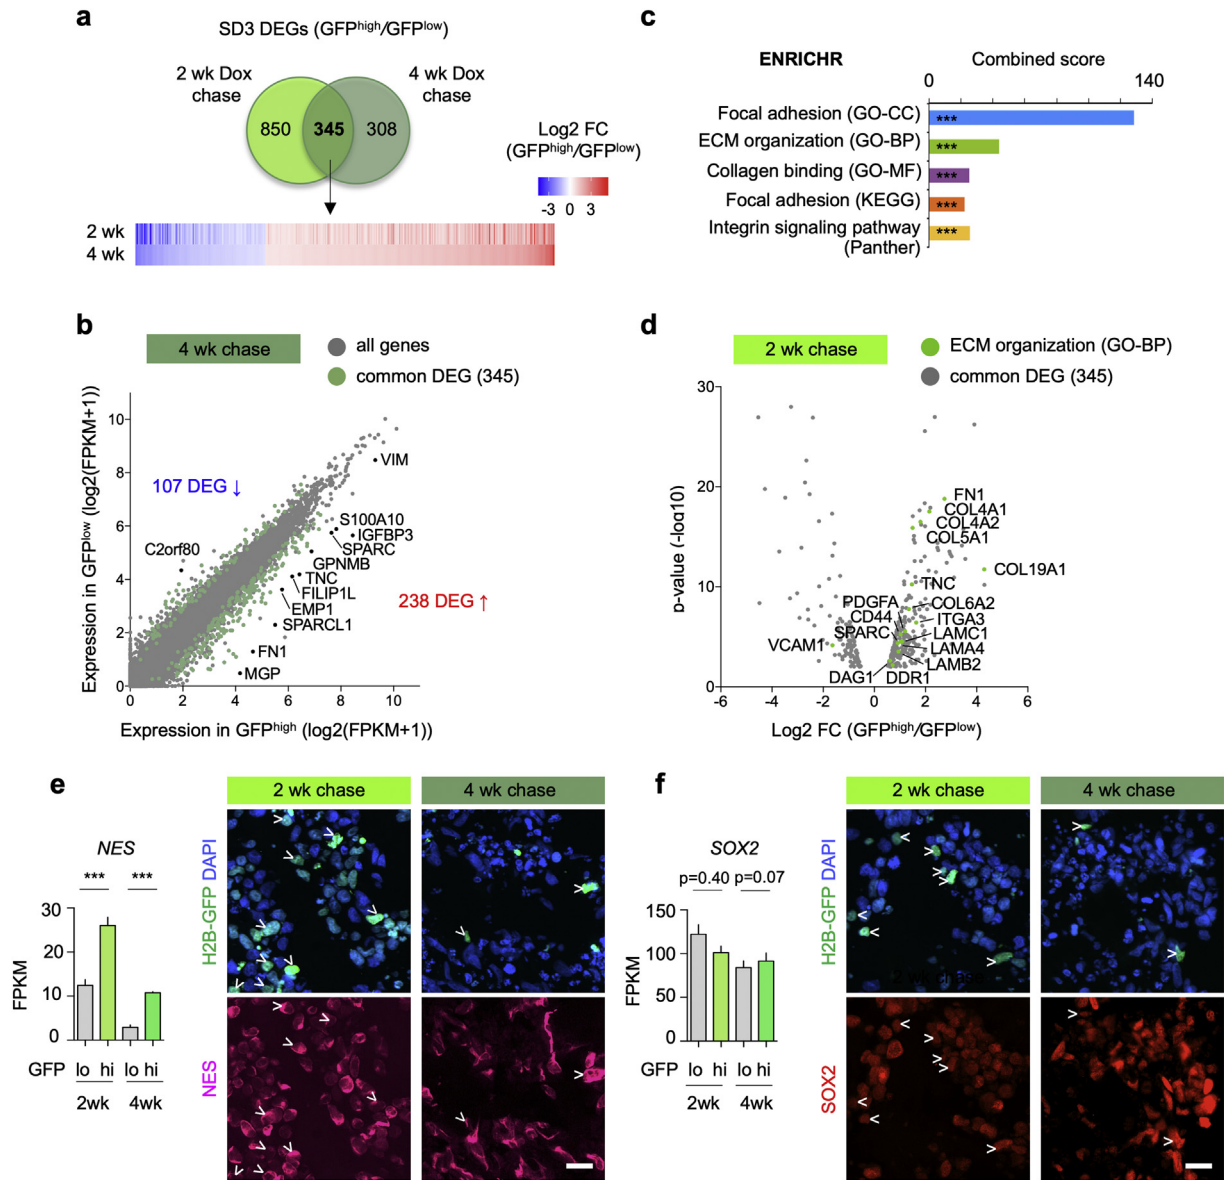 a
SD3 DEGs (GFPhigh/GFPlow)
2 wk Dox
chase
4 wk Dox
chase
850
345
308
Log2 FC
(GFPhigh/GFPlow)
-3 0 3
2 wk
4 wk
c
ENRICHR
Combined score
0
140
Focal adhesion (GO-CC)
***
ECM organization (GO-BP)
***
Collagen binding (GO-MF)
***
Focal adhesion (KEGG)
***
Integrin signaling pathway
(Panther)
***
b
4 wk chase
all genes
common DEG (345)
Expression in GFPlow (log2(FPKM+1))
10
8
6
4
2
0
107 DEG ↓
238 DEG ↑
VIM
S100A10
IGFBP3
SPARC
GPNMB
C2orf80
TNC
FILIP1L
EMP1
SPARCL1
FN1
MGP
0 2 4 6 8 10
Expression in GFPhigh (log2(FPKM+1))
d
2 wk chase
ECM organization (GO-BP)
common DEG (345)
p-value (-log10)
30
20
10
0
FN1
COL4A1
COL4A2
COL5A1
COL19A1
TNC
PDGFA
COL6A2
CD44
ITGA3
SPARC
LAMC1
VCAM1
LAMA4
LAMB2
DAG1
DDR1
-6 -4 -2 0 2 4 6
Log2 FC (GFPhigh/GFPlow)
e
NES
*** ***
30
20
10
0
FPKM
GFP lo hi lo hi
2wk 4wk
2 wk chase
4 wk chase
H2B-GFP DAPI
NES
f
SOX2
p=0.40 p=0.07
150
100
50
0
FPKM
GFP lo hi lo hi
2wk 4wk
2 wk chase
4 wk chase
H2B-GFP DAPI
2 wk chase
SOX2